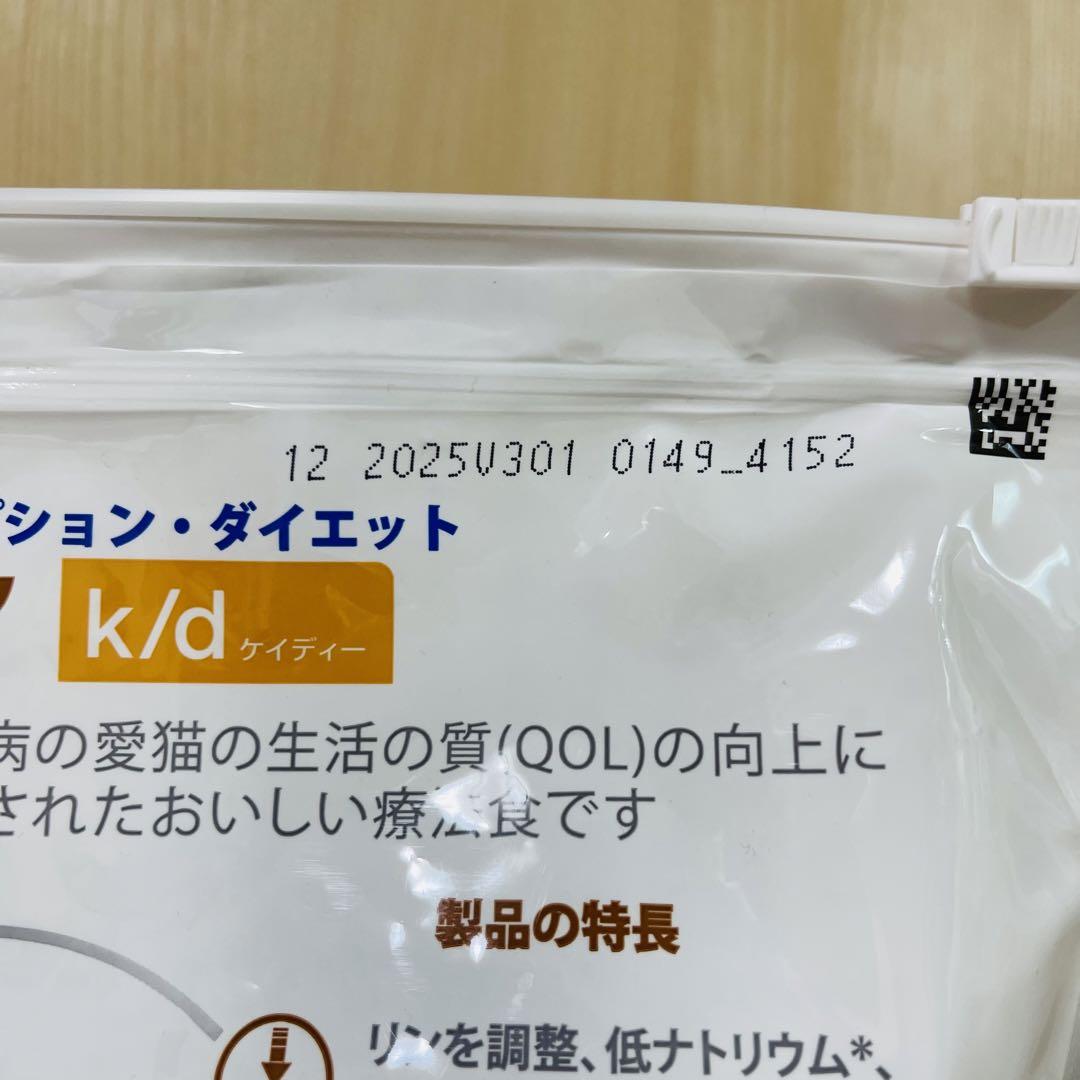 12 2025V301 0149_4152
プション・ダイエット
k/d ケイディー
病の愛猫の生活の質(QOL)の向上に
されたおいしい療法食です
製品の特長
リンを調整、低ナトリウム*、